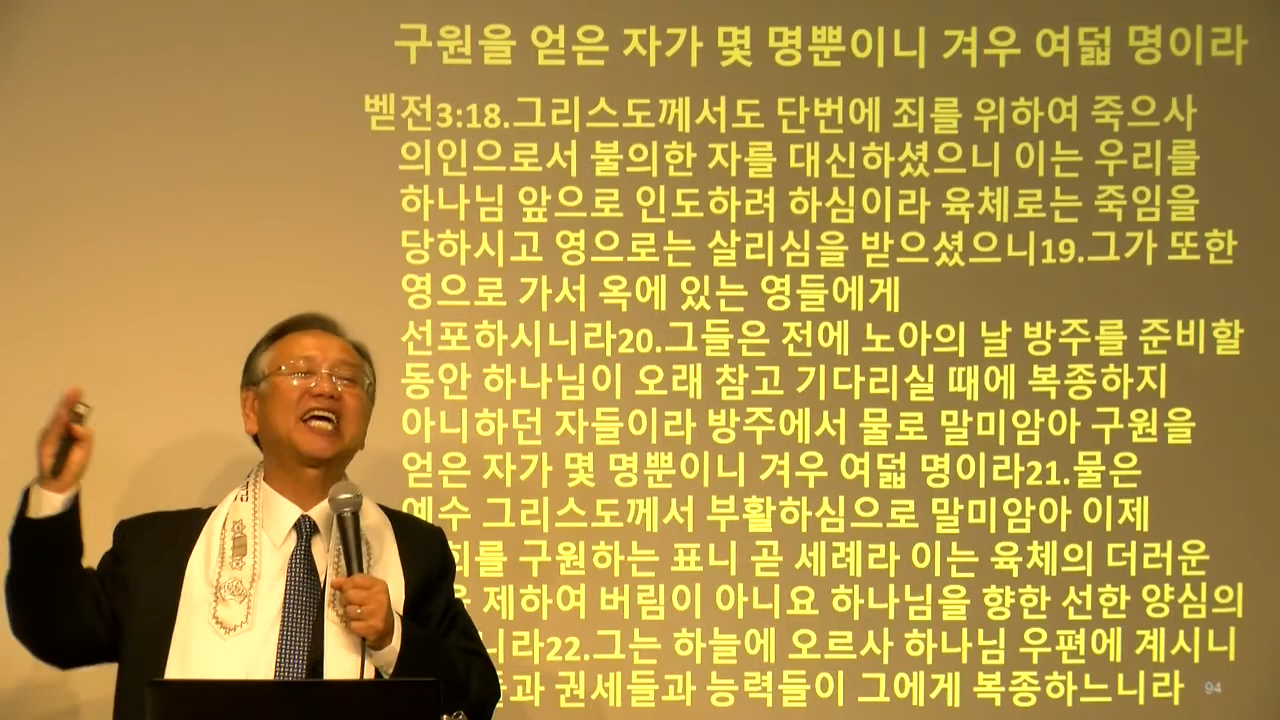 구원을 얻은 자가 몇 명뿐이니 겨우 여덟 명이라
벧전3:18.그리스도께서도 단번에 죄를 위하여 죽으사
의인으로서 불의한 자를 대신하셨으니 이는 우리를
하나님 앞으로 인도하려 하심이라 육체로는 죽임을
당하시고 영으로는 살리심을 받으셨으니19.그가 또한
영으로 가서 옥에 있는 영들에게
선포하시니라20.그들은 전에 노아의 날 방주를 준비할
동안 하나님이 오래 참고 기다리실 때에 복종하지
아니하던 자들이라 방주에서 물로 말미암아 구원을
얻은 자가 몇 명뿐이니 겨우 여덟 명이라21.물은
예수 그리스도께서 부활하심으로 말미암아 이제
구원하는 표니 곧 세례라 이는 육체의 더러운
제하여 버림이 아니요 하나님을 향한 선한 양심의
니라22.그는 하늘에 오르사 하나님 우편에 계시니
과 권세들과 능력들이 그에게 복종하느니라
94